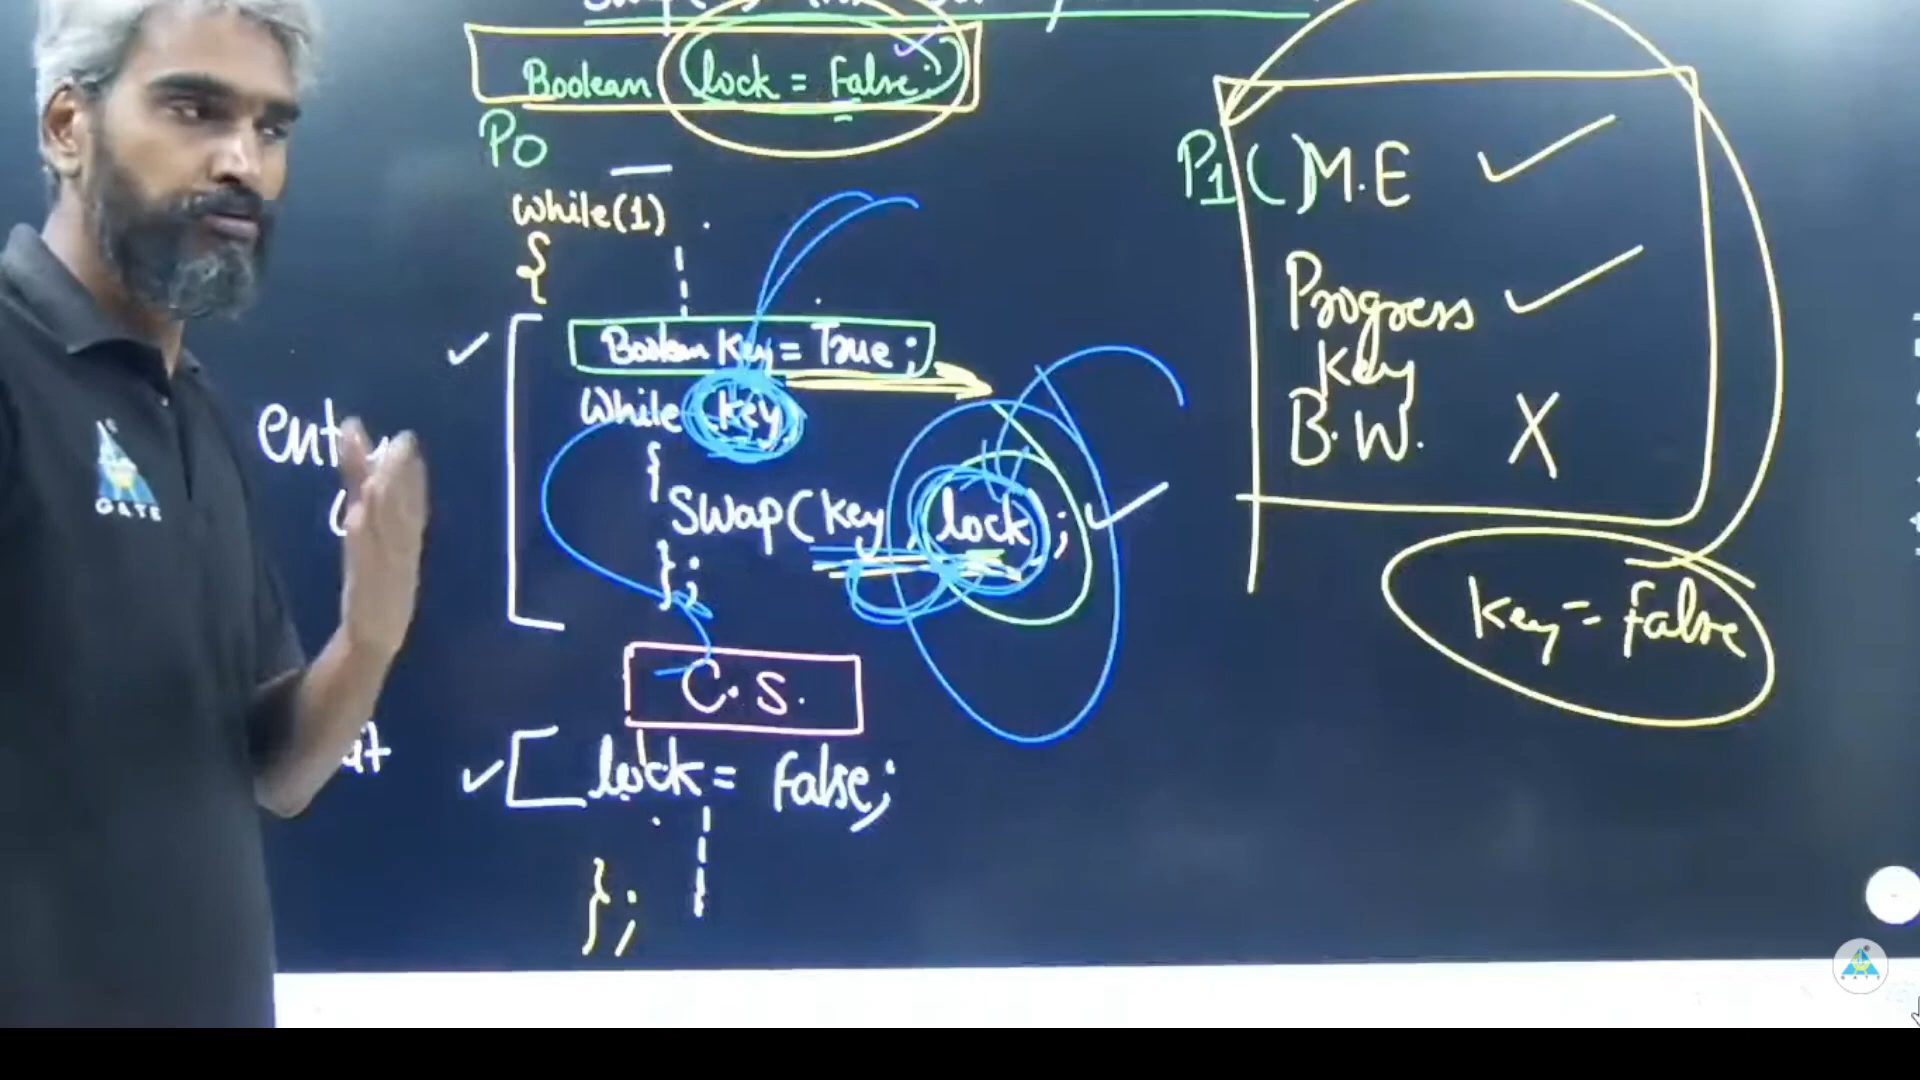 Boolean lock = False;
P0
while(1)
{
Boolean Key = True;
While (key)
{
Swap(key, lock);
};
C.S.
lock = False;
};
entry
P1()
M.E ✓
Progress ✓
Key
B.W. X
key = False
GATE